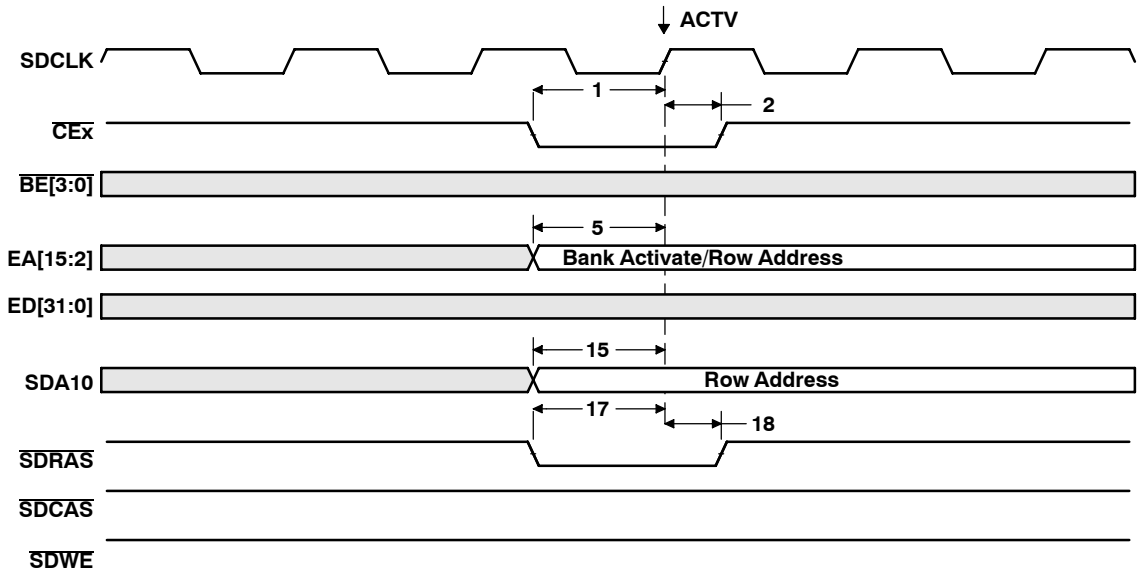 ACTV
SDCLK
1
2
CEx
BE[3:0]
5
EA[15:2]
Bank Activate/Row Address
ED[31:0]
15
SDA10
Row Address
17
18
SDRAS
SDCAS
SDWE